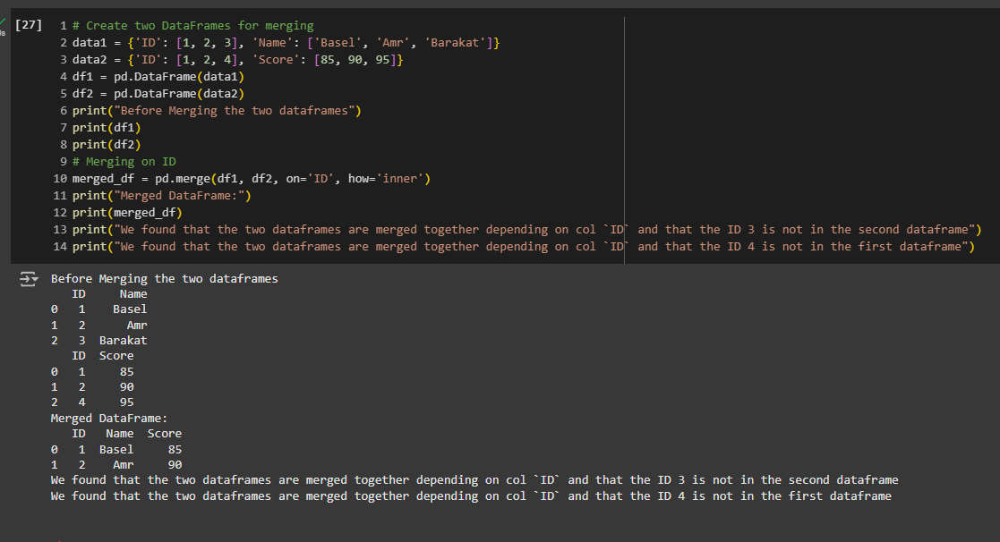 [27]
1 # Create two DataFrames for merging
2 data1 = {'ID': [1, 2, 3], 'Name': ['Basel', 'Amr', 'Barakat']}
3 data2 = {'ID': [1, 2, 4], 'Score': [85, 90, 95]}
4 df1 = pd.DataFrame(data1)
5 df2 = pd.DataFrame(data2)
6 print("Before Merging the two dataframes")
7 print(df1)
8 print(df2)
9 # Merging on ID
10 merged_df = pd.merge(df1, df2, on='ID', how='inner')
11 print("Merged DataFrame:")
12 print(merged_df)
13 print("We found that the two dataframes are merged together depending on col `ID` and that the ID 3 is not in the second dataframe")
14 print("We found that the two dataframes are merged together depending on col `ID` and that the ID 4 is not in the first dataframe")
Before Merging the two dataframes
   ID     Name
0   1    Basel
1   2      Amr
2   3  Barakat
   ID  Score
0   1     85
1   2     90
2   4     95
Merged DataFrame:
   ID   Name  Score
0   1  Basel     85
1   2    Amr     90
We found that the two dataframes are merged together depending on col `ID` and that the ID 3 is not in the second dataframe
We found that the two dataframes are merged together depending on col `ID` and that the ID 4 is not in the first dataframe